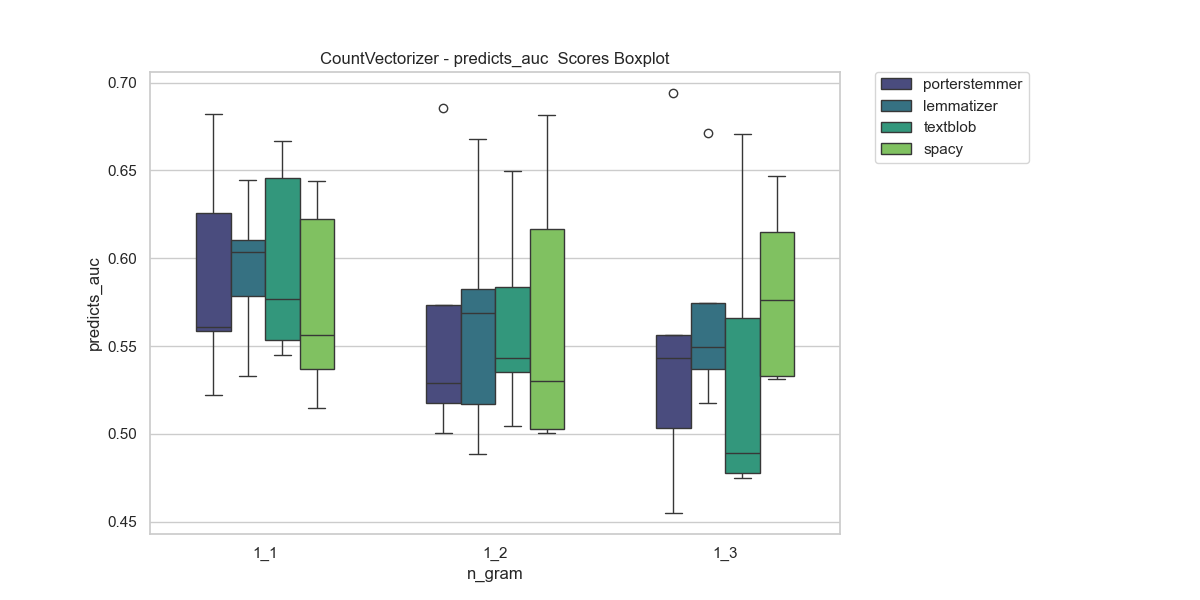 CountVectorizer - predicts_auc  Scores Boxplot
porterstemmer
lemmatizer
textblob
spacy
predicts_auc
0.70
0.65
0.60
0.55
0.50
0.45
1_1
1_2
1_3
n_gram